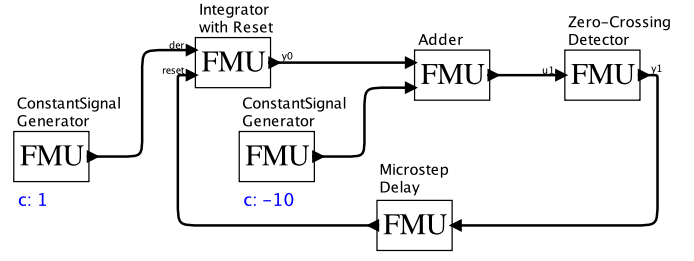 Integrator
with Reset
der
reset
FMU
y0
Adder
FMU
Zero-Crossing
Detector
u1
FMU
y1
ConstantSignal
Generator
FMU
c: 1
ConstantSignal
Generator
FMU
c: -10
Microstep
Delay
FMU